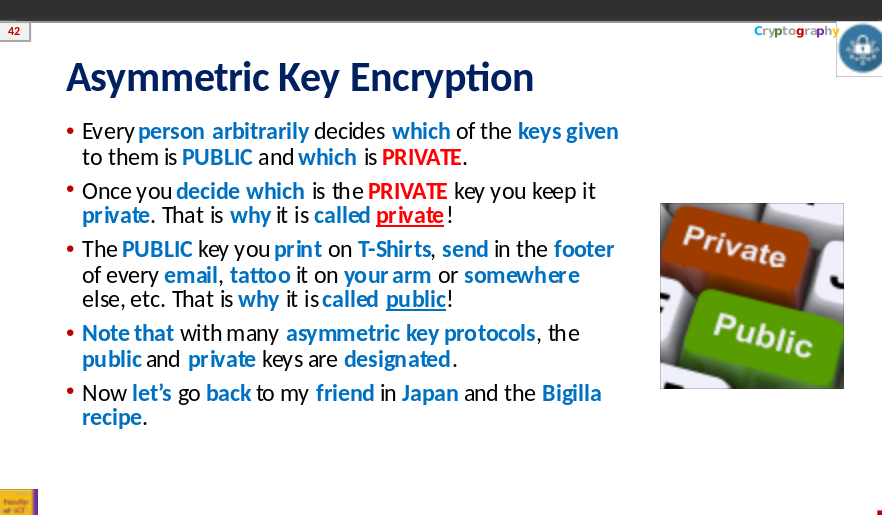 42
Cryptography
Asymmetric Key Encryption
• Every person arbitrarily decides which of the keys given
to them is PUBLIC and which is PRIVATE.
• Once you decide which is the PRIVATE key you keep it
private. That is why it is called private!
• The PUBLIC key you print on T-Shirts, send in the footer
of every email, tattoo it on your arm or somewhere
else, etc. That is why it is called public!
• Note that with many asymmetric key protocols, the
public and private keys are designated.
• Now let’s go back to my friend in Japan and the Bigilla
recipe.
Private
Public
Faculty
of ICT